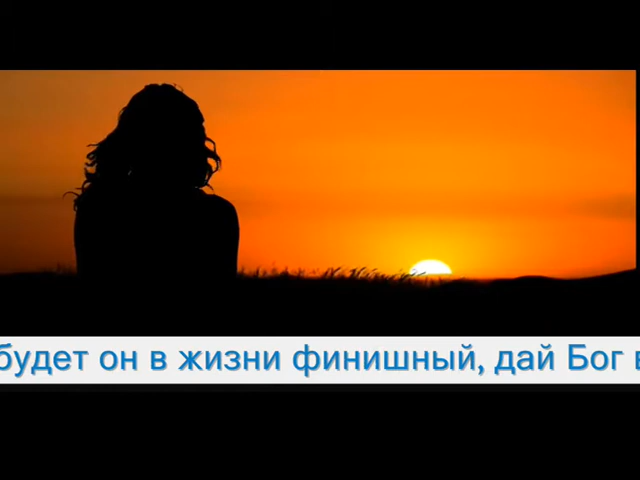 будет он в жизни финишный, дай Бог в